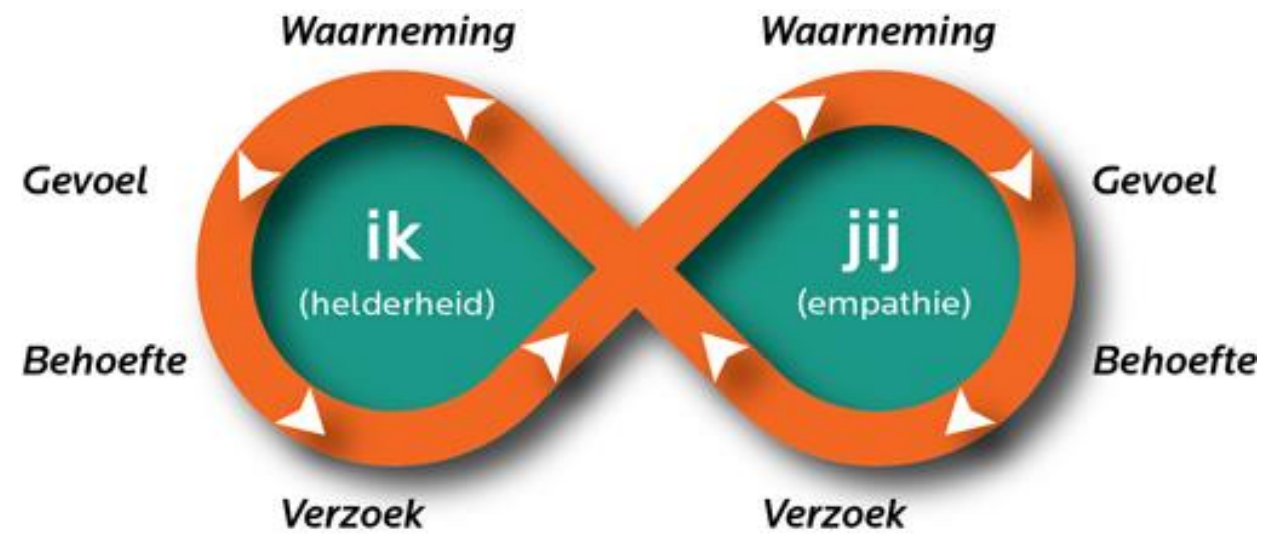 Waarneming
Waarneming
Gevoel
Gevoel
ik
(helderheid)
jij
(empathie)
Behoefte
Behoefte
Verzoek
Verzoek